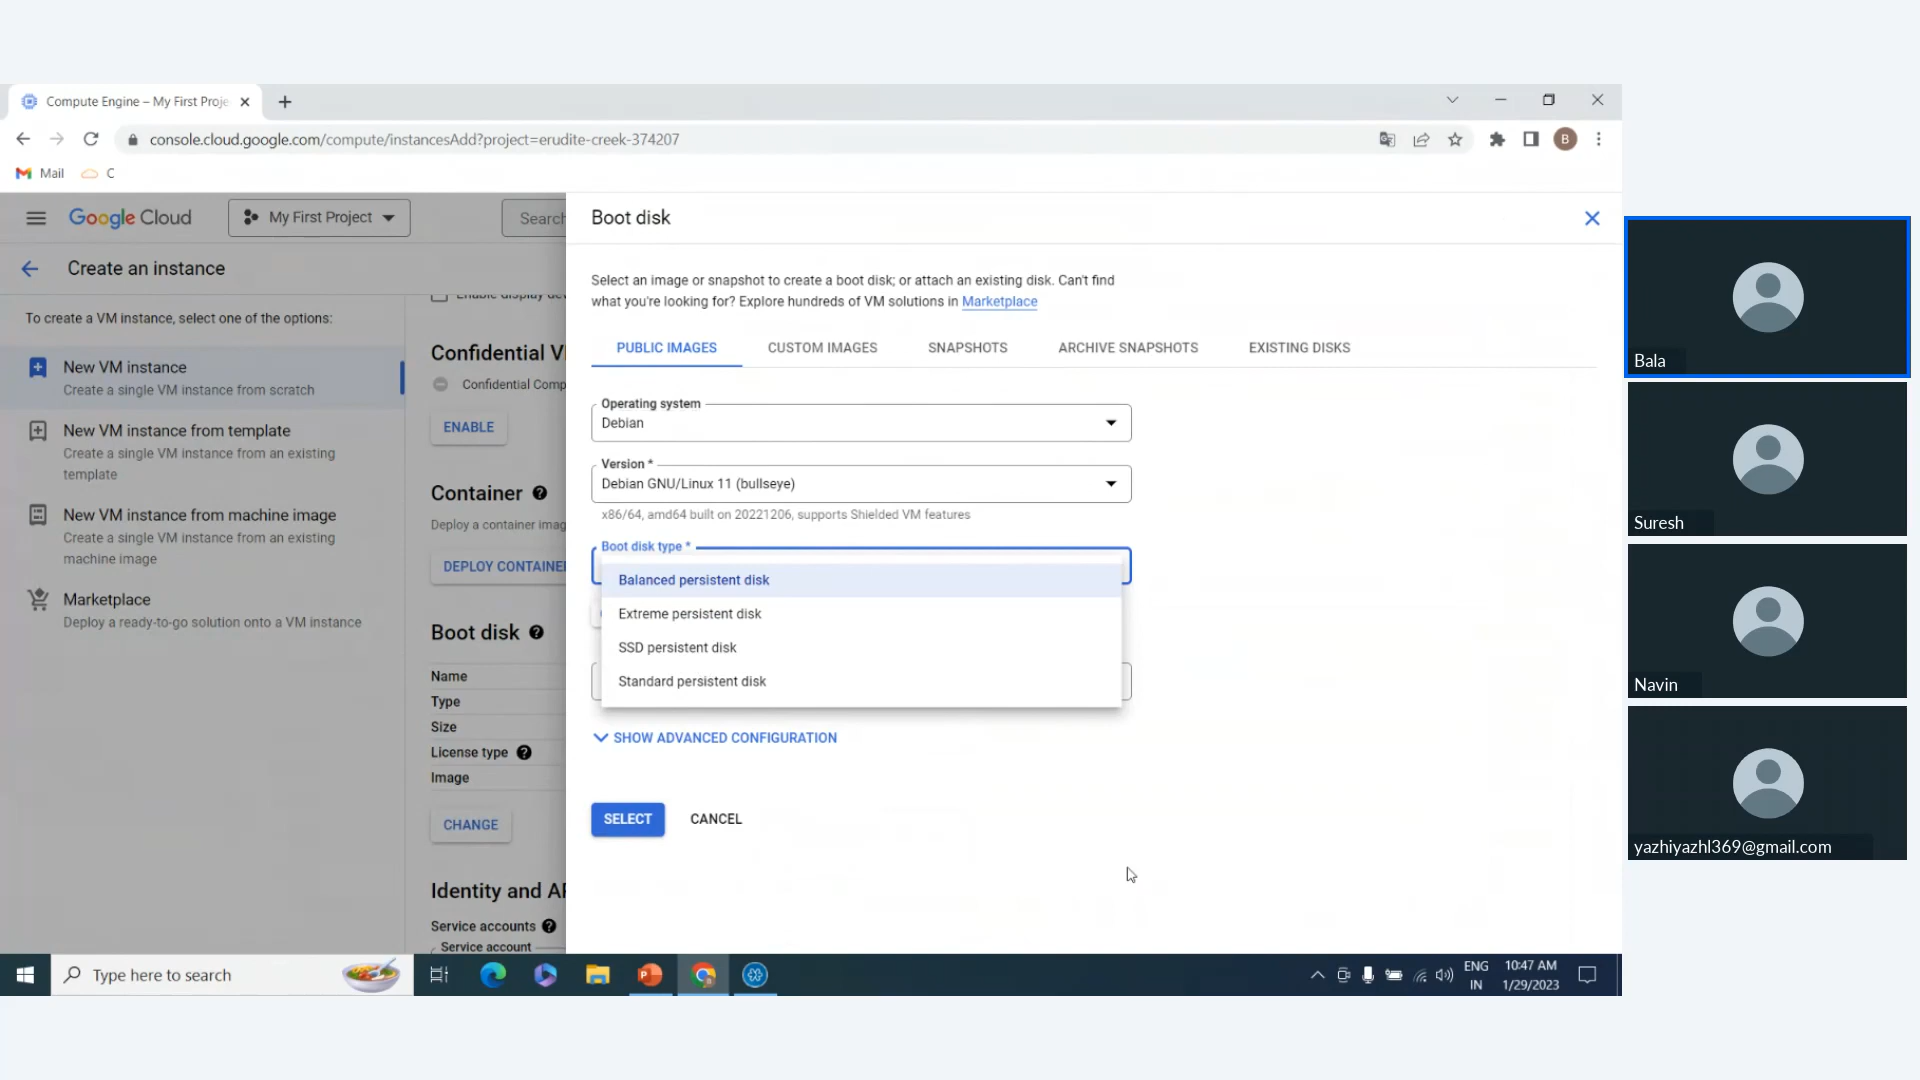 Compute Engine – My First Proje
console.cloud.google.com/compute/instancesAdd?project=erudite-creek-374207
B
Mail
C
Google Cloud
My First Project
Search
Create an instance
To create a VM instance, select one of the options:
New VM instance
Create a single VM instance from scratch
New VM instance from template
Create a single VM instance from an existing
template
New VM instance from machine image
Create a single VM instance from an existing
machine image
Marketplace
Deploy a ready-to-go solution onto a VM instance
Confidential V
Confidential Comp
ENABLE
Container
Deploy a container imag
DEPLOY CONTAINE
Boot disk
Name
Type
Size
License type
Image
CHANGE
Identity and A
Service accounts
Service account
Boot disk
Select an image or snapshot to create a boot disk; or attach an existing disk. Can't find
what you're looking for? Explore hundreds of VM solutions in Marketplace
PUBLIC IMAGES
CUSTOM IMAGES
SNAPSHOTS
ARCHIVE SNAPSHOTS
EXISTING DISKS
Operating system
Debian
Version *
Debian GNU/Linux 11 (bullseye)
x86/64, amd64 built on 20221206, supports Shielded VM features
Boot disk type *
Balanced persistent disk
Extreme persistent disk
SSD persistent disk
Standard persistent disk
SHOW ADVANCED CONFIGURATION
SELECT
CANCEL
Bala
Suresh
Navin
yazhiyazhl369@gmail.com
Type here to search
ENG
IN
10:47 AM
1/29/2023